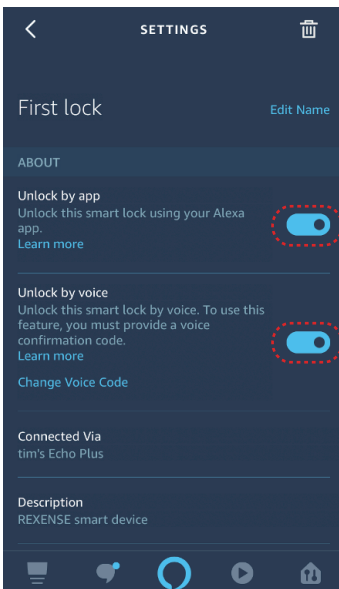 SETTINGS
First lock
Edit Name
ABOUT
Unlock by app
Unlock this smart lock using your Alexa
app.
Learn more
Unlock by voice
Unlock this smart lock by voice. To use this
feature, you must provide a voice
confirmation code.
Learn more
Change Voice Code
Connected Via
tim's Echo Plus
Description
REXENSE smart device